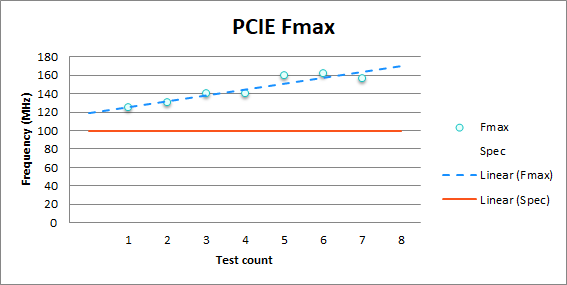 PCIE Fmax
180
160
140
120
100
80
60
40
20
0
Frequency (MHz)
1 2 3 4 5 6 7 8
Test count
Fmax
Spec
Linear (Fmax)
Linear (Spec)